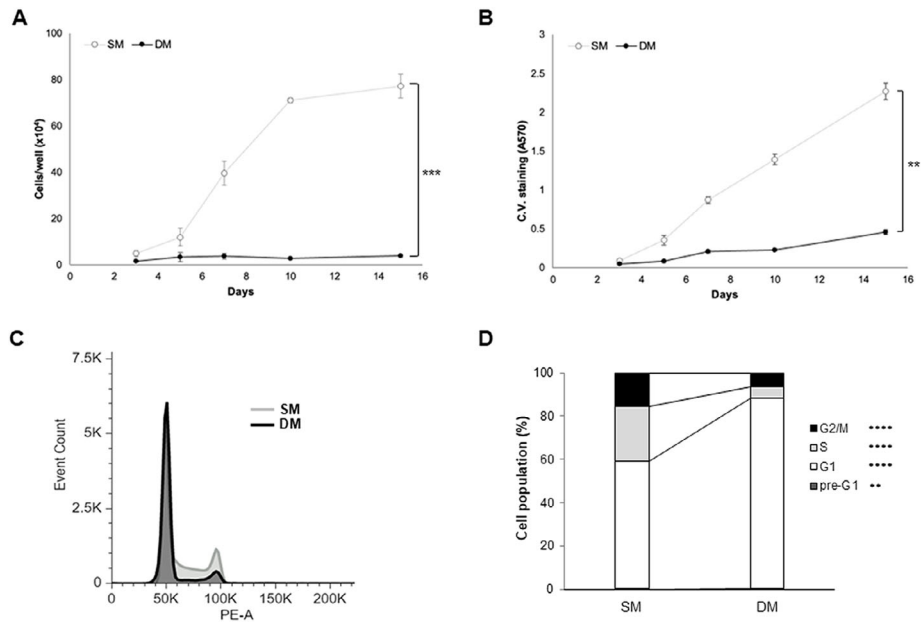 A
SM DM
100
80
60
40
20
0
Cells/well (x10⁴)
0 2 4 6 8 10 12 14 16
Days
***
B
SM DM
3
2.5
2
1.5
1
0.5
0
C.V. staining (A570)
0 2 4 6 8 10 12 14 16
Days
**
C
7.5K
5K
2.5K
0
Event Count
SM
DM
0 50K 100K 150K 200K
PE-A
D
100
80
60
40
20
0
Cell population (%)
SM DM
G2/M ****
S ****
G1 ****
pre-G1 **